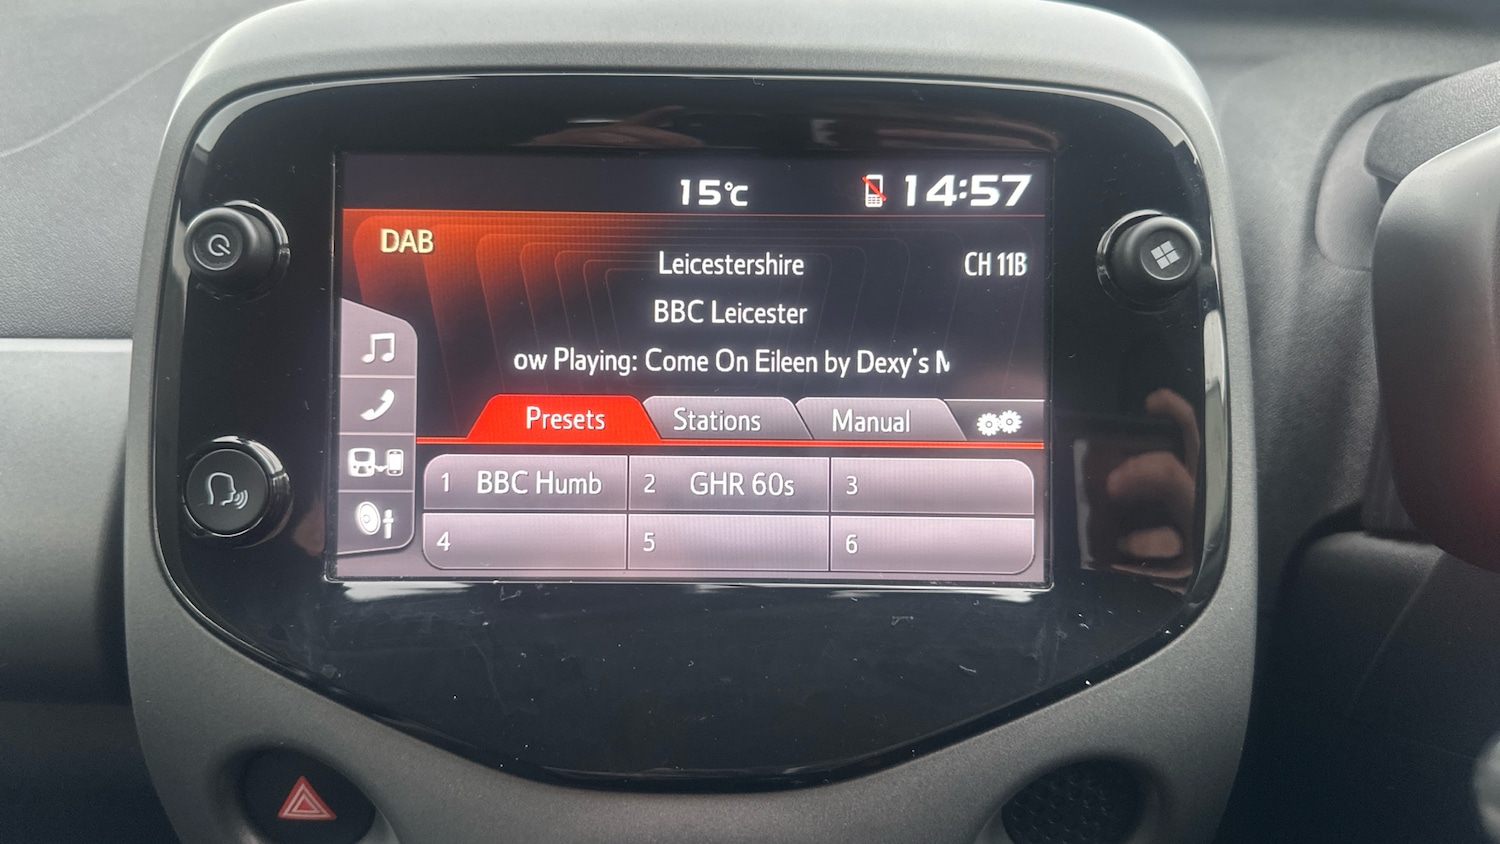 15°C 14:57
DAB
Leicestershire CH 11B
BBC Leicester
ow Playing: Come On Eileen by Dexy's M
Presets Stations Manual
1 BBC Humb 2 GHR 60s 3
4 5 6